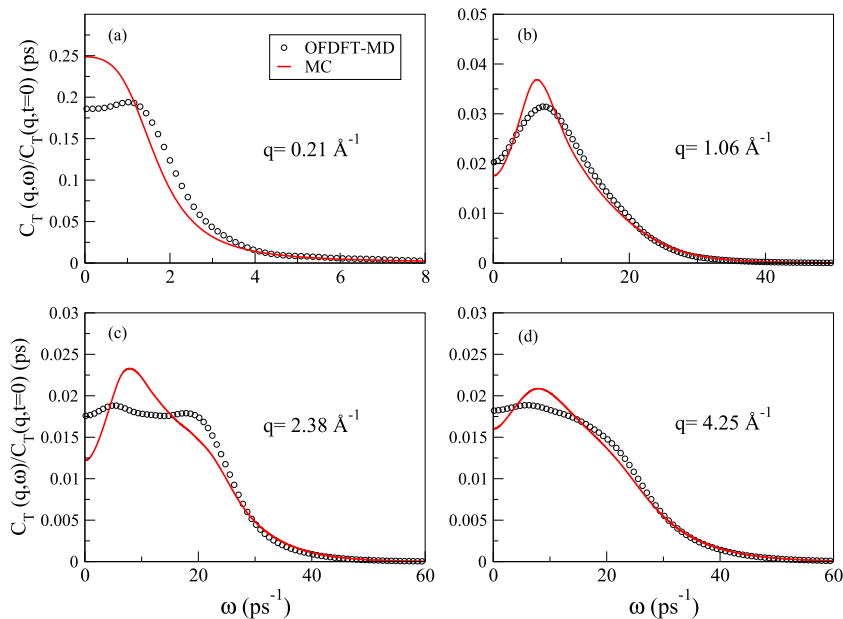 (a)
OFDFT-MD
MC
q= 0.21 Å⁻¹
C_T (q,ω)/C_T(q,t=0) (ps)
0
0.05
0.1
0.15
0.2
0.25
0 2 4 6 8
(b)
q= 1.06 Å⁻¹
0
0.01
0.02
0.03
0.04
0.05
0 20 40
(c)
q= 2.38 Å⁻¹
C_T (q,ω)/C_T(q,t=0) (ps)
0
0.005
0.01
0.015
0.02
0.025
0.03
0 20 40 60
ω (ps⁻¹)
(d)
q= 4.25 Å⁻¹
0
0.005
0.01
0.015
0.02
0.025
0.03
0 20 40 60
ω (ps⁻¹)